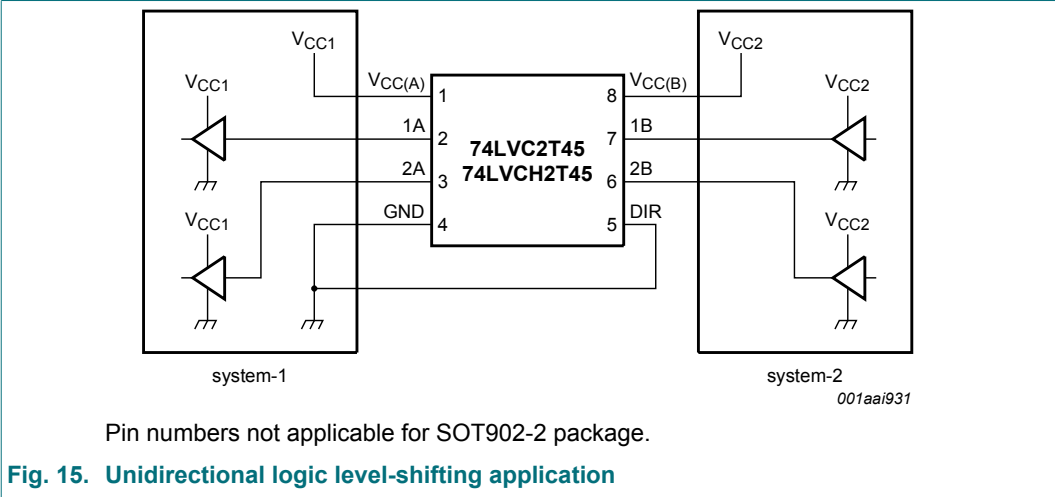 VCC1
VCC2
VCC1
VCC(A)
1
8
VCC(B)
VCC2
1A
2
7
1B
74LVC2T45
74LVCH2T45
2A
3
6
2B
VCC1
GND
4
5
DIR
VCC2
system-1
system-2
001aai931
Pin numbers not applicable for SOT902-2 package.
Fig. 15. Unidirectional logic level-shifting application